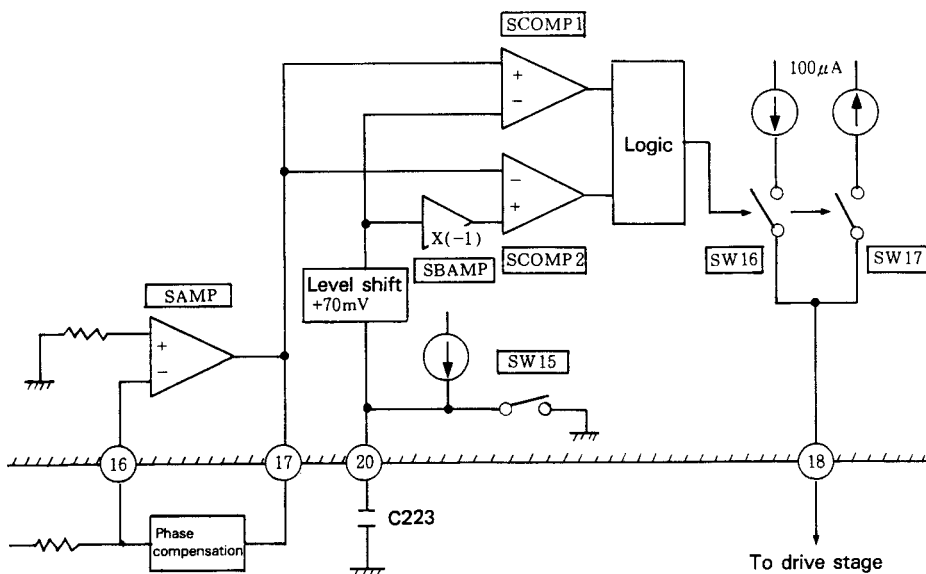 SCOMP1
100μA
+
−
Logic
−
+
X(−1)
SBAMP
SCOMP2
SW16
SW17
Level shift
+70mV
SAMP
+
−
SW15
16
17
20
18
C223
Phase
compensation
To drive stage